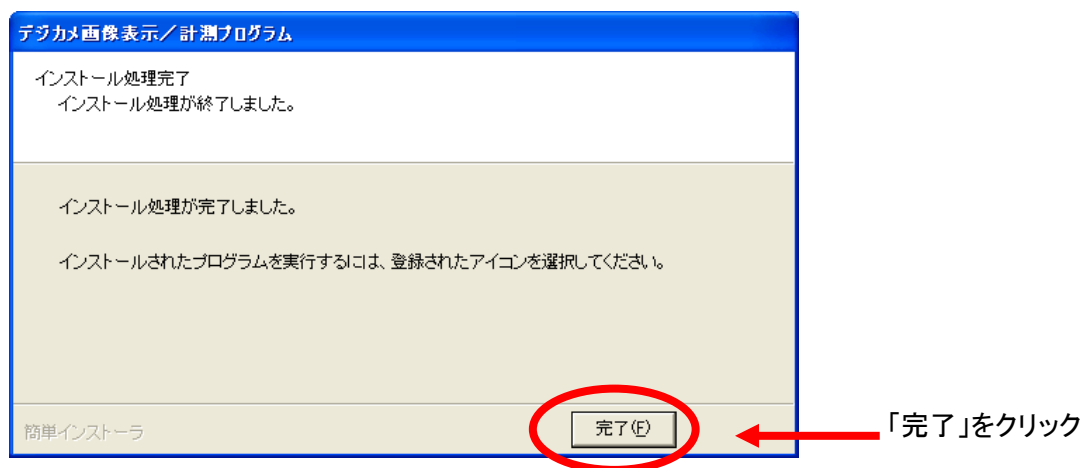 デジカメ画像表示／計測プログラム
インストール処理完了
インストール処理が終了しました。
インストール処理が完了しました。
インストールされたプログラムを実行するには、登録されたアイコンを選択してください。
簡単インストーラ
完了(F)
「完了」をクリック